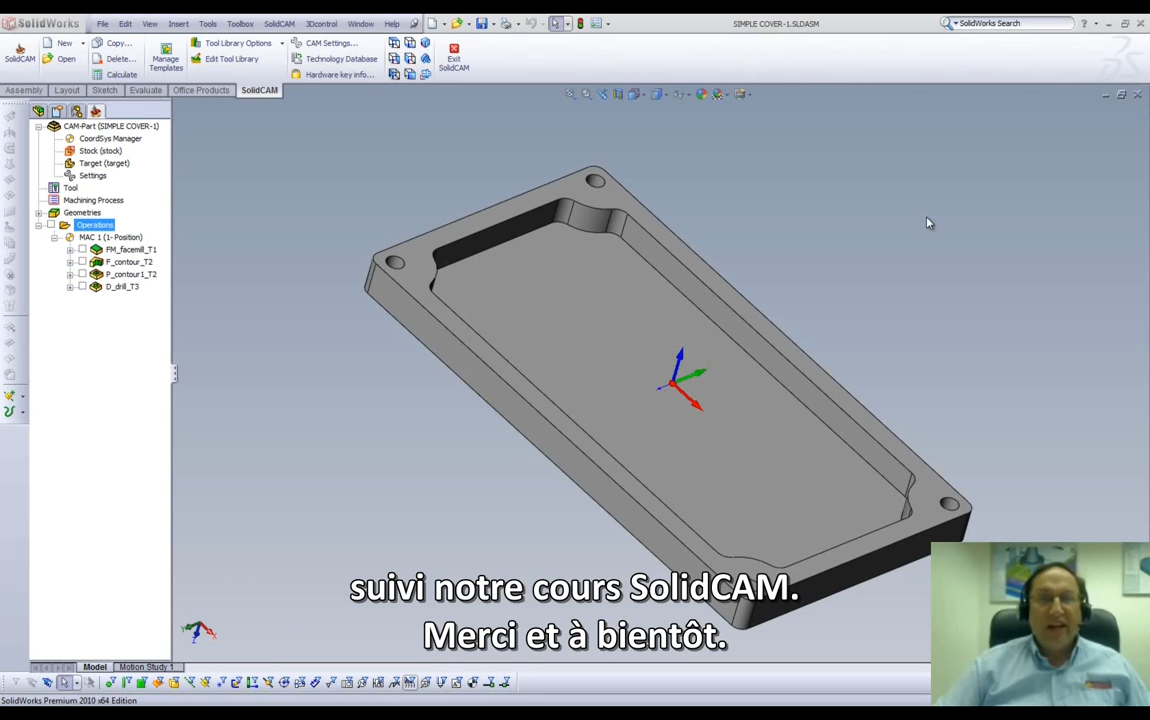 SolidWorks
File Edit View Insert Tools Toolbox SolidCAM 3Dcontrol Window Help
SIMPLE COVER-1.SLDASM
SolidWorks Search
SolidCAM
New
Open
Copy...
Delete...
Calculate
Manage Templates
Tool Library Options
Edit Tool Library
CAM Settings...
Technology Database
Hardware key info...
Exit SolidCAM
Assembly Layout Sketch Evaluate Office Products SolidCAM
CAM-Part (SIMPLE COVER-1)
CoordSys Manager
Stock (stock)
Target (target)
Settings
Tool
Machining Process
Geometries
Operations
MAC 1 (1- Position)
FM_facemill_T1
F_contour_T2
P_contour1_T2
D_drill_T3
suivi notre cours SolidCAM.
Merci et à bientôt.
Model Motion Study 1
SolidWorks Premium 2010 x64 Edition